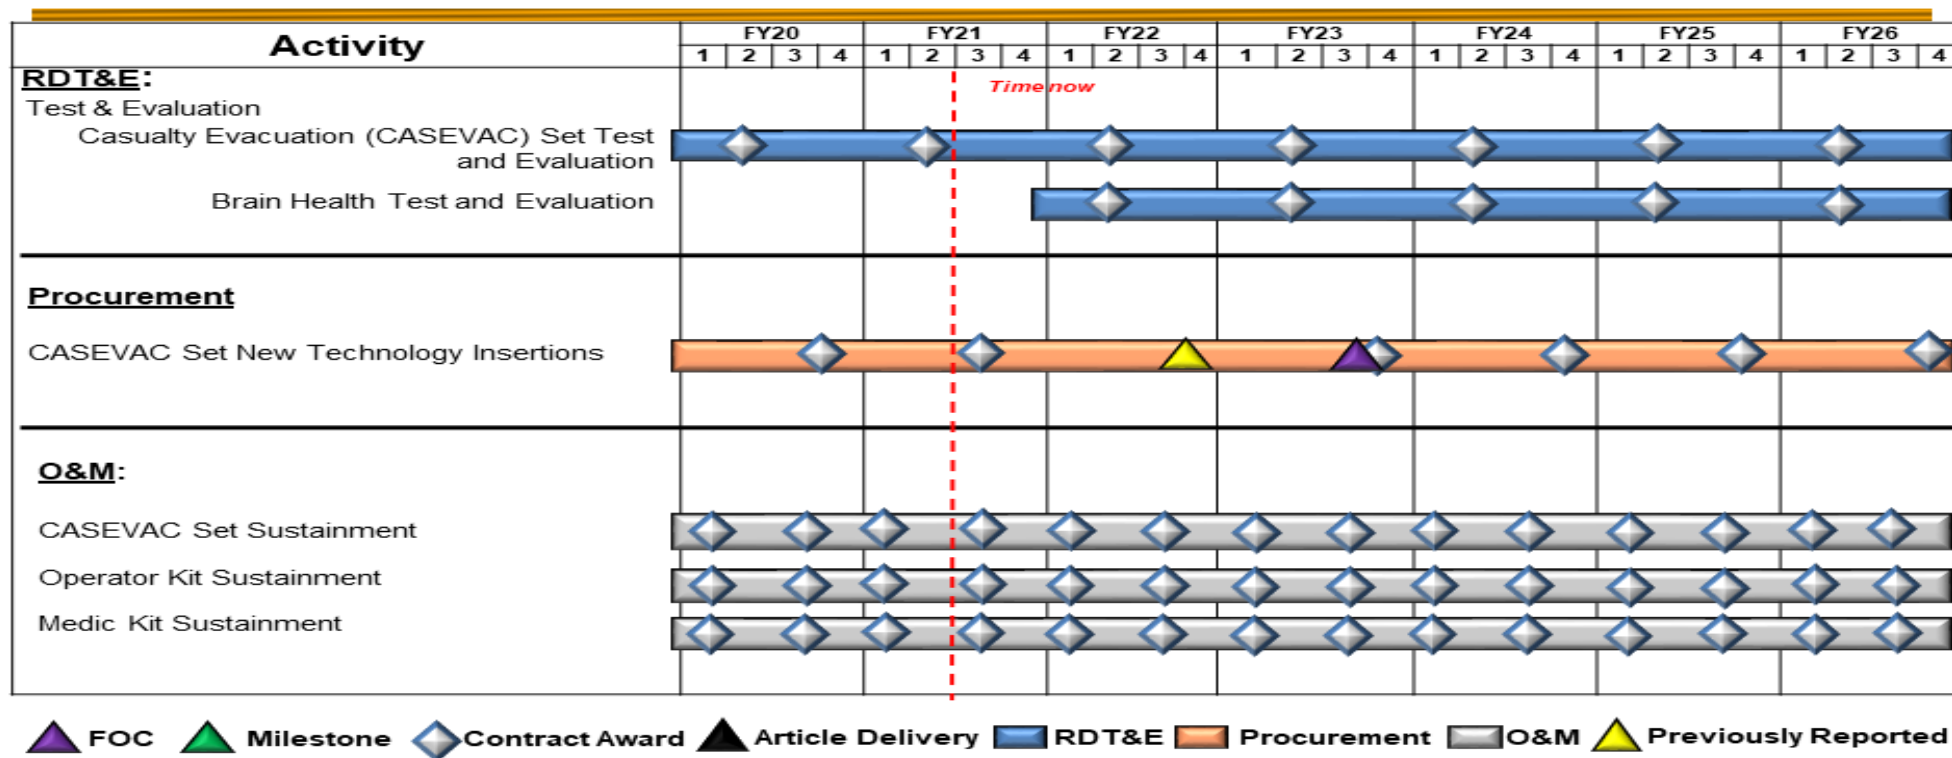 Activity
FY20 FY21 FY22 FY23 FY24 FY25 FY26
1 2 3 4 1 2 3 4 1 2 3 4 1 2 3 4 1 2 3 4 1 2 3 4 1 2 3 4
RDT&E:
Time now
Test & Evaluation
Casualty Evacuation (CASEVAC) Set Test
and Evaluation
Brain Health Test and Evaluation
Procurement
CASEVAC Set New Technology Insertions
O&M:
CASEVAC Set Sustainment
Operator Kit Sustainment
Medic Kit Sustainment
FOC Milestone Contract Award Article Delivery RDT&E Procurement O&M Previously Reported